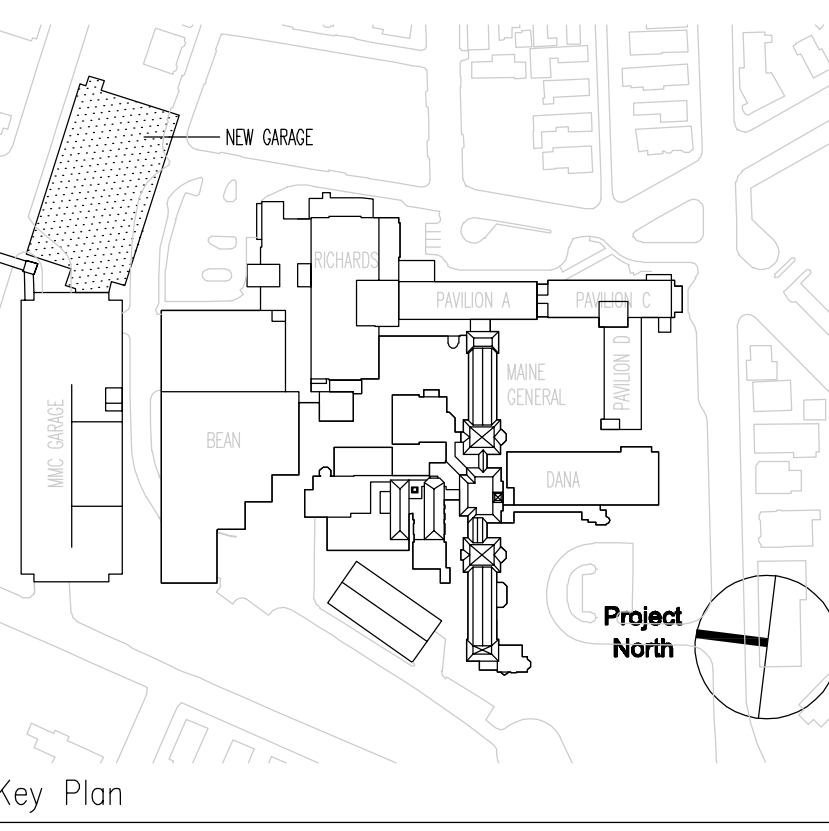 NEW GARAGE
RICHARDS
PAVILION A
PAVILION C
MAINE
GENERAL
PAVILION D
MMC GARAGE
BEAN
DANA
Project
North
Key Plan